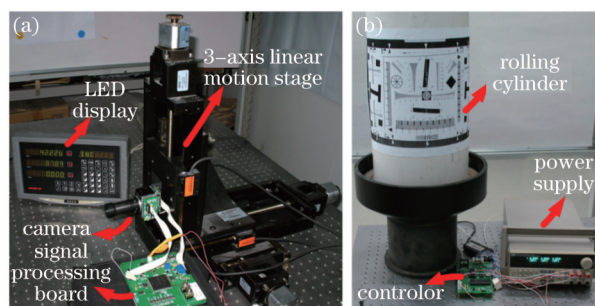 (a)
3-axis linear
motion stage
LED
display
camera
signal
processing
board
(b)
rolling
cylinder
power
supply
controlor